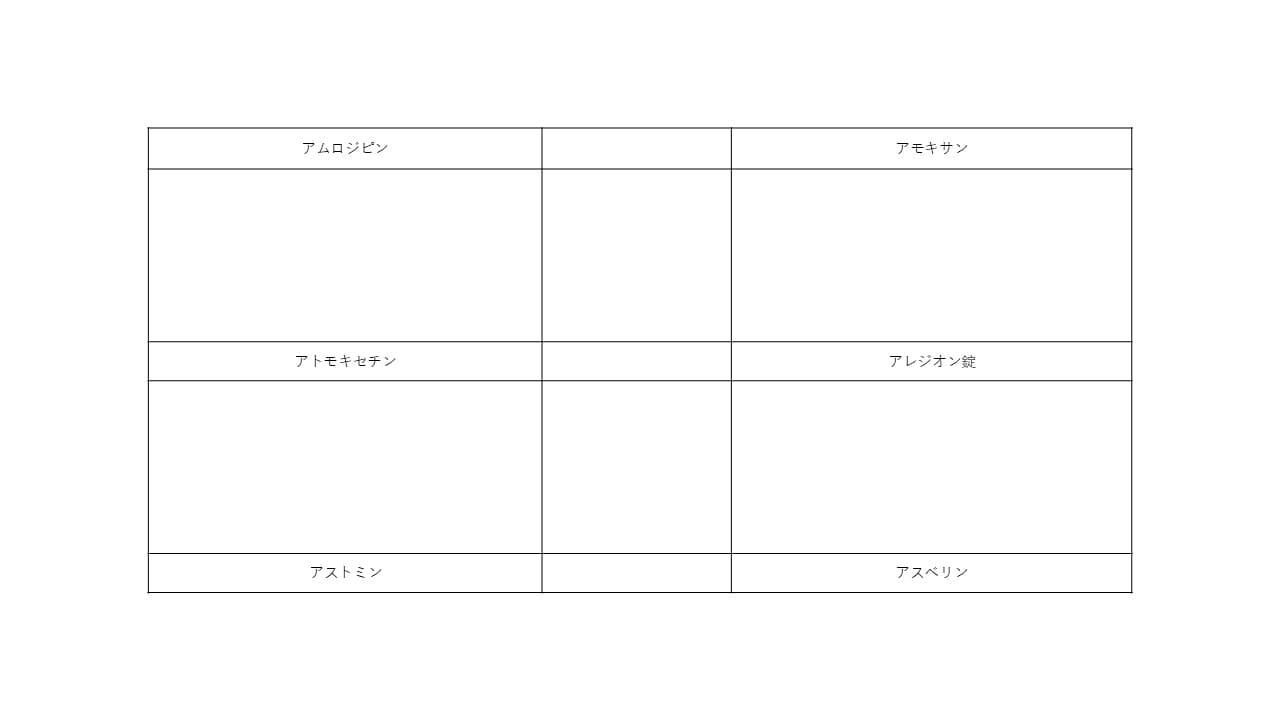 アムロジピン
アモキサン
アトモキセチン
アレジオン錠
アストミン
アスベリン